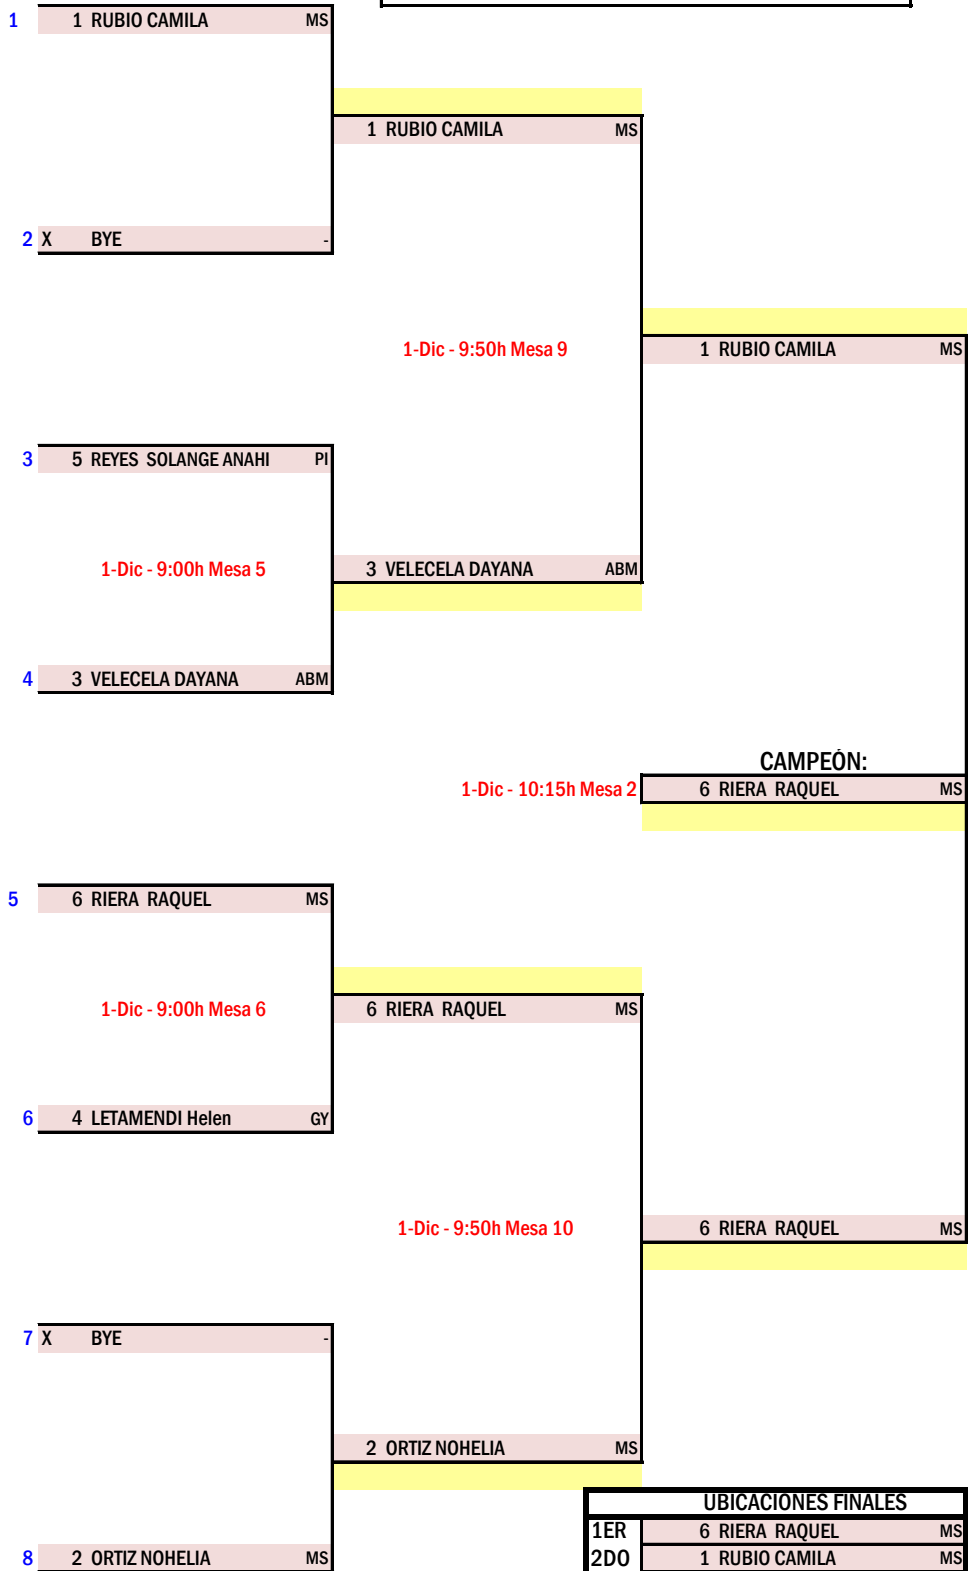 1 1 RUBIO CAMILA MS
1 RUBIO CAMILA MS
2 X BYE -
1-Dic - 9:50h Mesa 9
1 RUBIO CAMILA MS
3 5 REYES SOLANGE ANAHI PI
1-Dic - 9:00h Mesa 5
3 VELECELA DAYANA ABM
4 3 VELECELA DAYANA ABM
CAMPEÓN:
1-Dic - 10:15h Mesa 2
6 RIERA RAQUEL MS
5 6 RIERA RAQUEL MS
1-Dic - 9:00h Mesa 6
6 RIERA RAQUEL MS
6 4 LETAMENDI Helen GY
1-Dic - 9:50h Mesa 10
6 RIERA RAQUEL MS
7 X BYE -
2 ORTIZ NOHELIA MS
UBICACIONES FINALES
1ER 6 RIERA RAQUEL MS
8 2 ORTIZ NOHELIA MS
2DO 1 RUBIO CAMILA MS